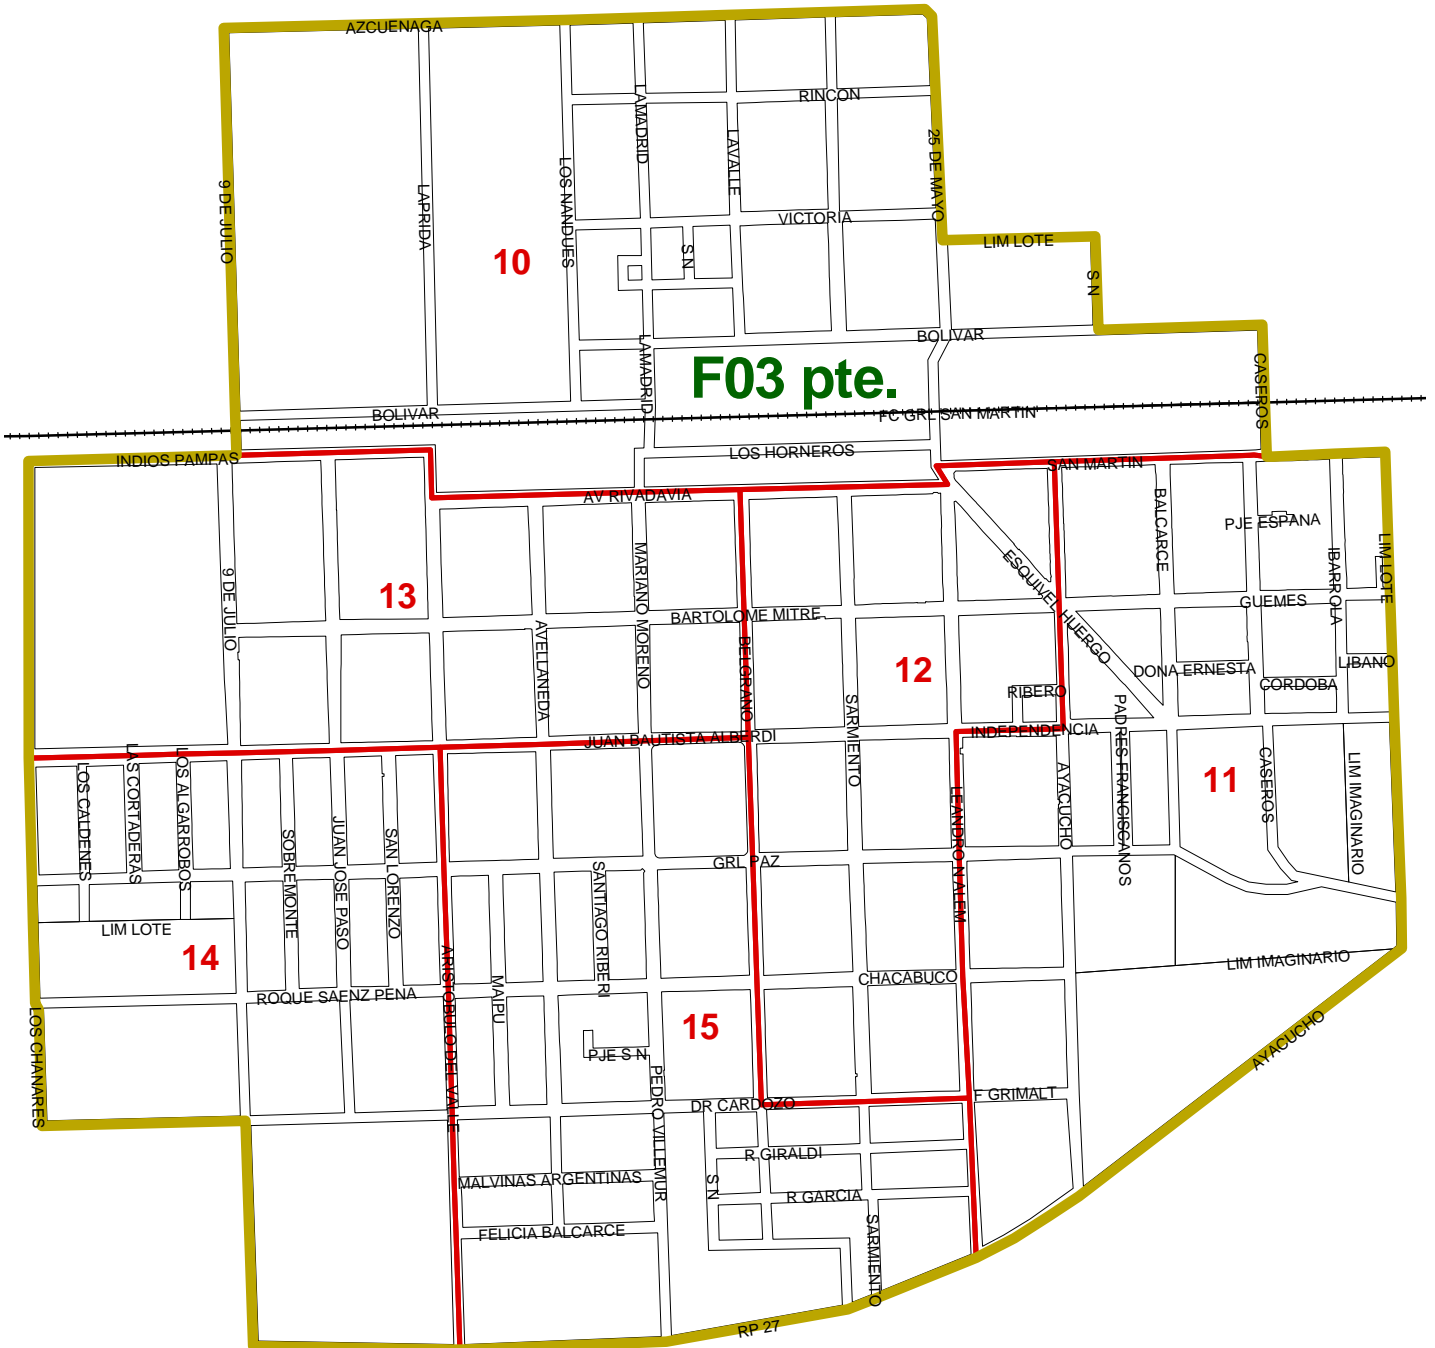 AZCUENAGA
RINCON
LAMADRID
LAVALLE
25 DE MAYO
9 DE JULIO
LAPRIDA
LOS NANDUES
VICTORIA
LIM LOTE
S N
S N
10
BOLIVAR
LAMADRID
F03 pte.
CASEROS
BOLIVAR
FC GRL SAN MARTIN
INDIOS PAMPAS
LOS HORNEROS
SAN MARTIN
AV RIVADAVIA
BALCARCE
PJE ESPANA
LIM LOTE
IBARROLA
MARIANO MORENO
ESQUIVEL HUERGO
9 DE JULIO
13
GUEMES
BARTOLOME MITRE
AVELLANEDA
BELGRANO
12
DONA ERNESTA
LIBANO
CORDOBA
RIBERO
SARMIENTO
PADRES FRANCISCANOS
INDEPENDENCIA
JUAN BAUTISTA ALBERDI
LOS CALDENES
LAS CORTADERAS
LOS ALGARROBOS
AYACUCHO
11
CASEROS
LIM IMAGINARIO
LEANDRO N ALEM
SOBREMONTE
JUAN JOSE PASO
SAN LORENZO
GRL PAZ
SANTIAGO RIBERI
LIM LOTE
14
ARISTOBULO DEL VALLE
MAIPU
CHACABUCO
LIM IMAGINARIO
ROQUE SAENZ PENA
15
LOS CHANARES
AYACUCHO
PJE S N
PEDRO VILLEMUR
DR CARDOZO
F GRIMALT
R GIRALDI
MALVINAS ARGENTINAS
S N
R GARCIA
FELICIA BALCARCE
SARMIENTO
RP 27